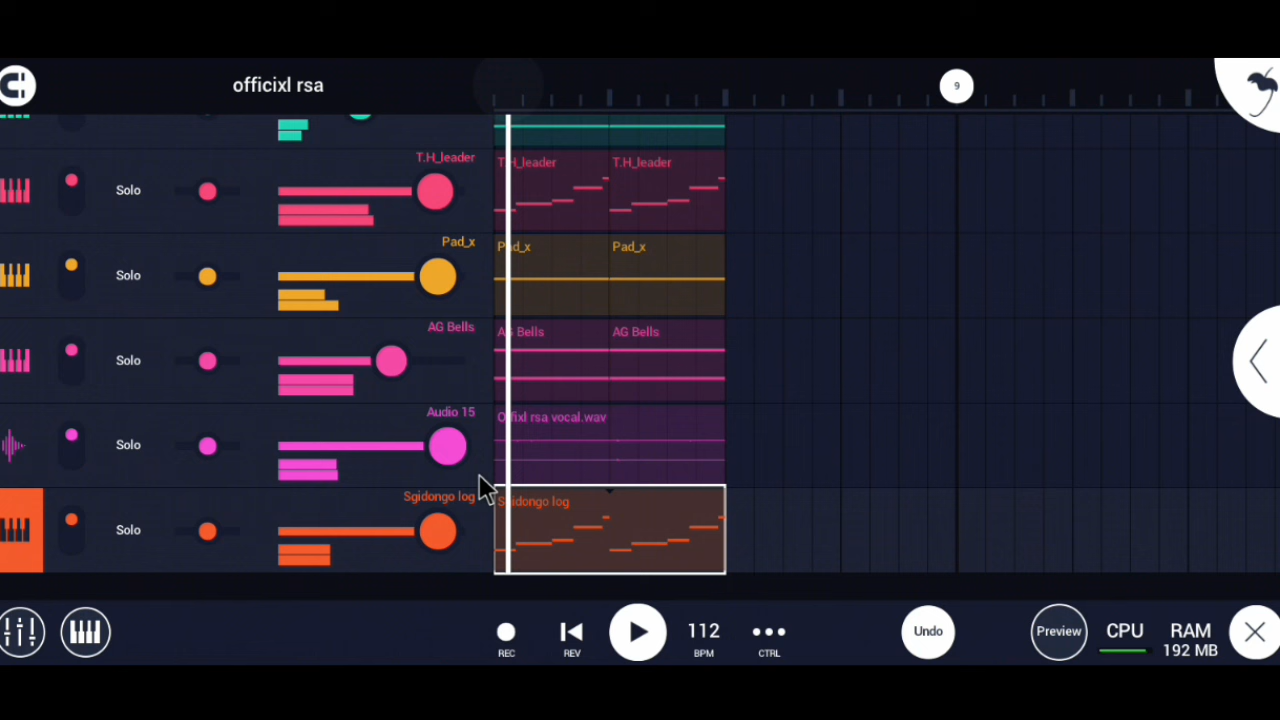 officixl rsa
9
T.H_leader
T.H_leader
T.H_leader
Solo
Pad_x
Pad_x
Pad_x
Solo
AG Bells
AG Bells
AG Bells
Solo
Audio 15
Offixl rsa vocal.wav
Solo
Sgidongo log
Sgidongo log
Solo
REC
REV
112
BPM
CTRL
Undo
Preview
CPU
RAM
192 MB